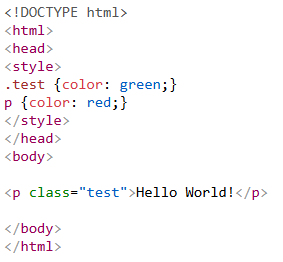 <!DOCTYPE html>
<html>
<head>
<style>
.test {color: green;}
p {color: red;}
</style>
</head>
<body>
<p class="test">Hello World!</p>
</body>
</html>